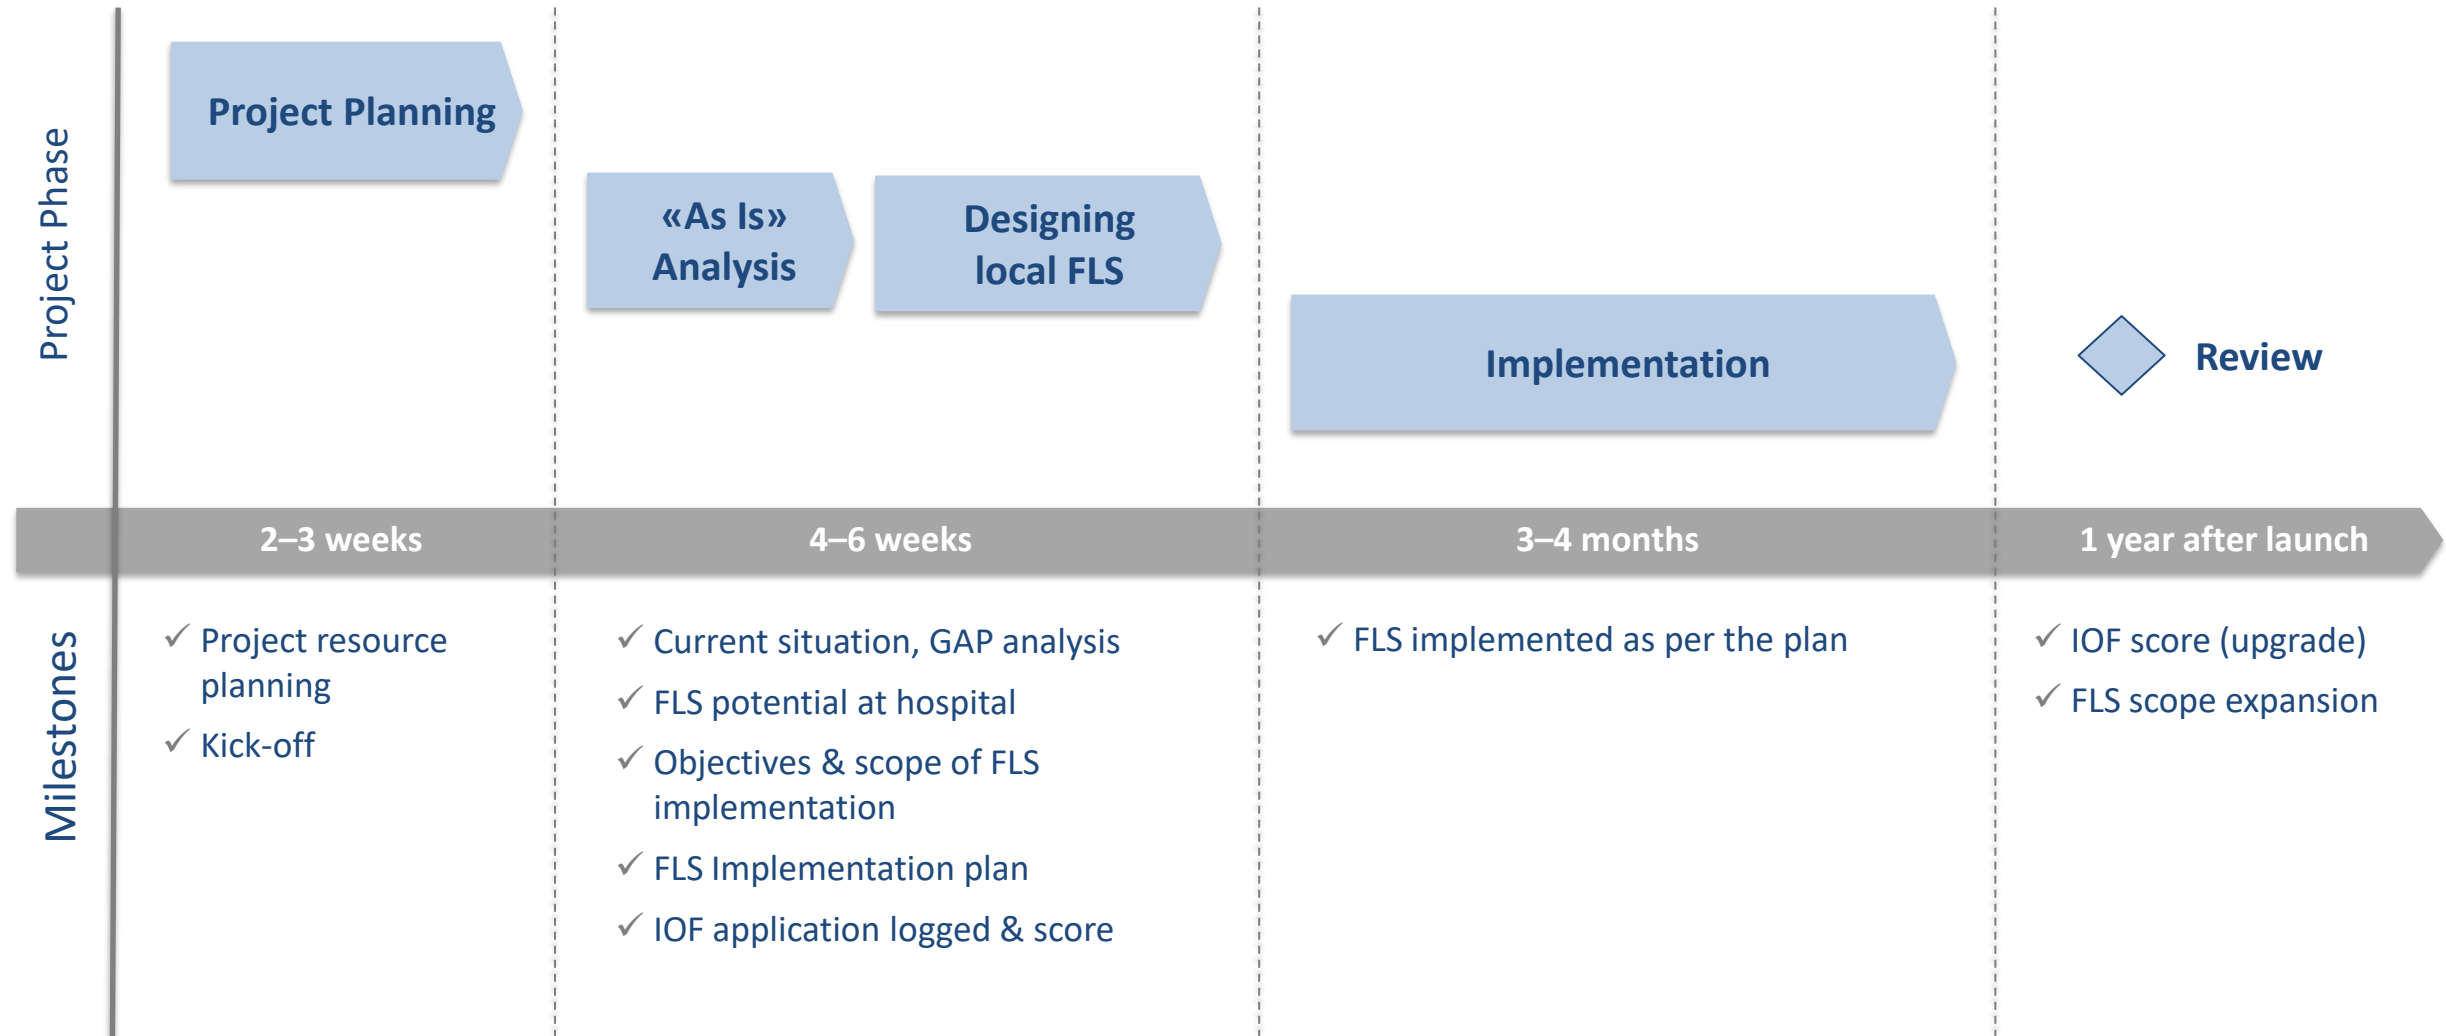 Project Phase
Project Planning
«As Is»
Analysis
Designing
local FLS
Implementation
Review
2–3 weeks
4–6 weeks
3–4 months
1 year after launch
Milestones
✓ Project resource
planning
✓ Kick-off
✓ Current situation, GAP analysis
✓ FLS potential at hospital
✓ Objectives & scope of FLS
implementation
✓ FLS Implementation plan
✓ IOF application logged & score
✓ FLS implemented as per the plan
✓ IOF score (upgrade)
✓ FLS scope expansion